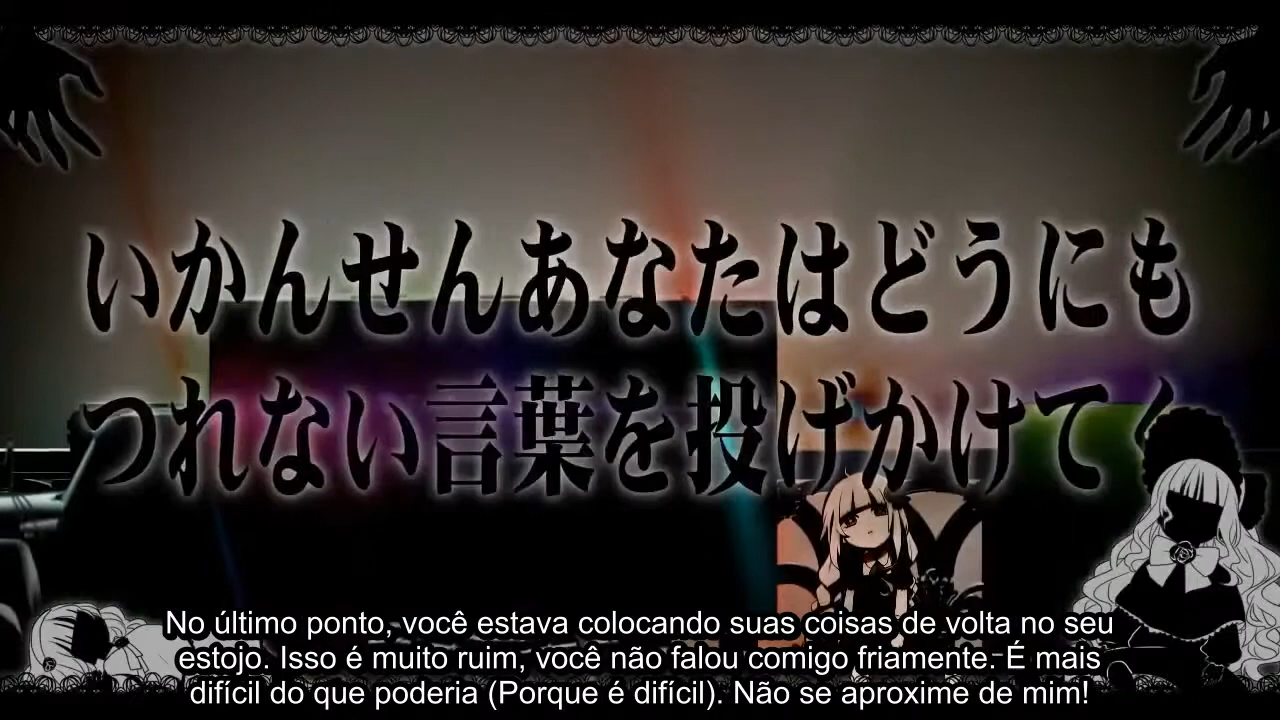 いかんせんあなたはどうにも
つれない言葉を投げかけてく
No último ponto, você estava colocando suas coisas de volta no seu
estojo. Isso é muito ruim, você não falou comigo friamente. É mais
difícil do que poderia (Porque é difícil). Não se aproxime de mim!